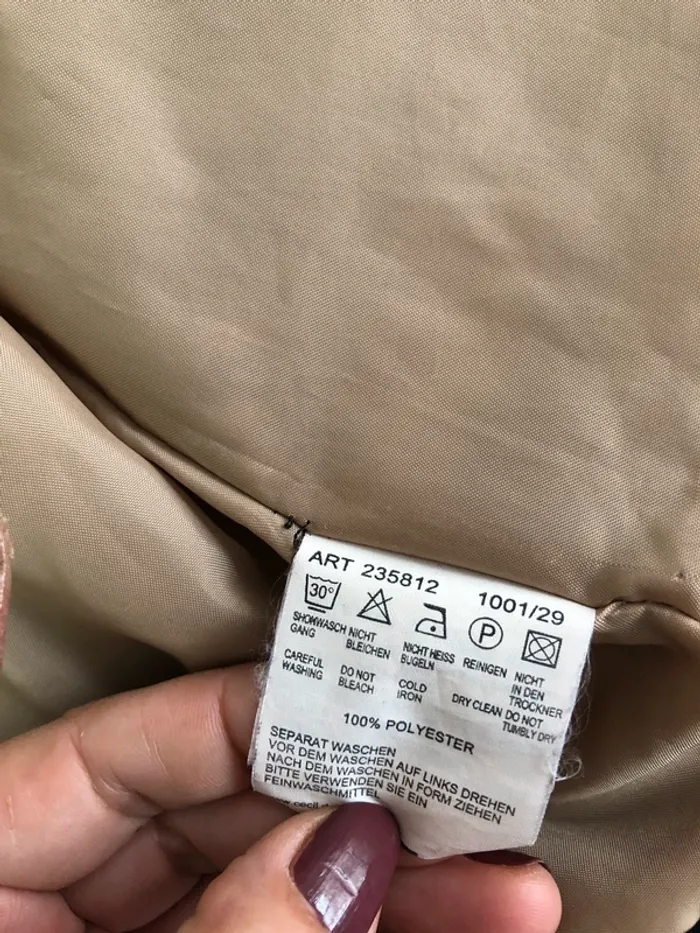 ART 235812 1001/29
30° P
SHOWWASCH GANG
NICHT BLEICHEN
NICHT HEISS BÜGELN
REINIGEN
NICHT IN DEN TROCKNER
CAREFUL WASHING
DO NOT BLEACH
COLD IRON
DRY CLEAN
DO NOT TUMBLY DRY
100% POLYESTER
SEPARAT WASCHEN
VOR DEM WASCHEN AUF LINKS DREHEN
NACH DEM WASCHEN IN FORM ZIEHEN
BITTE VERWENDEN SIE EIN
FEINWASCHMITTEL